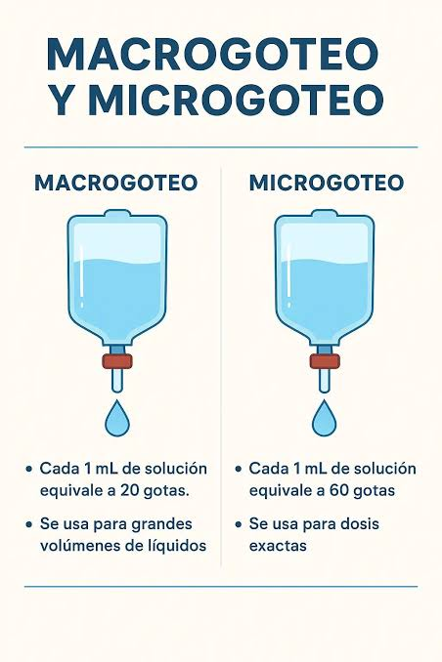 MACROGOTEO
Y MICROGOTEO
MACROGOTEO
• Cada 1 mL de solución
equivale a 20 gotas.
• Se usa para grandes
volúmenes de líquidos
MICROGOTEO
• Cada 1 mL de solución
equivale a 60 gotas
• Se usa para dosis
exactas